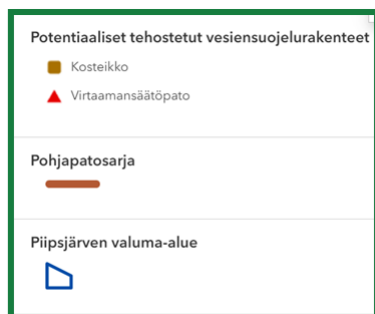 Potentiaaliset tehostetut vesiensuojelurakenteet
Kosteikko
Virtaamansäätöpato
Pohjapatosarja
Piipsjärven valuma-alue